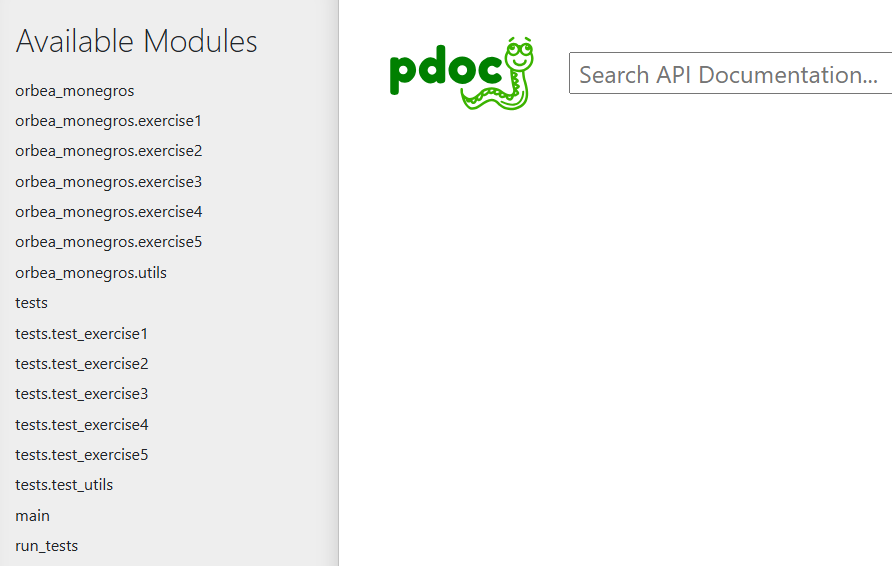 Available Modules
orbea_monegros
orbea_monegros.exercise1
orbea_monegros.exercise2
orbea_monegros.exercise3
orbea_monegros.exercise4
orbea_monegros.exercise5
orbea_monegros.utils
tests
tests.test_exercise1
tests.test_exercise2
tests.test_exercise3
tests.test_exercise4
tests.test_exercise5
tests.test_utils
main
run_tests
pdoc
Search API Documentation...